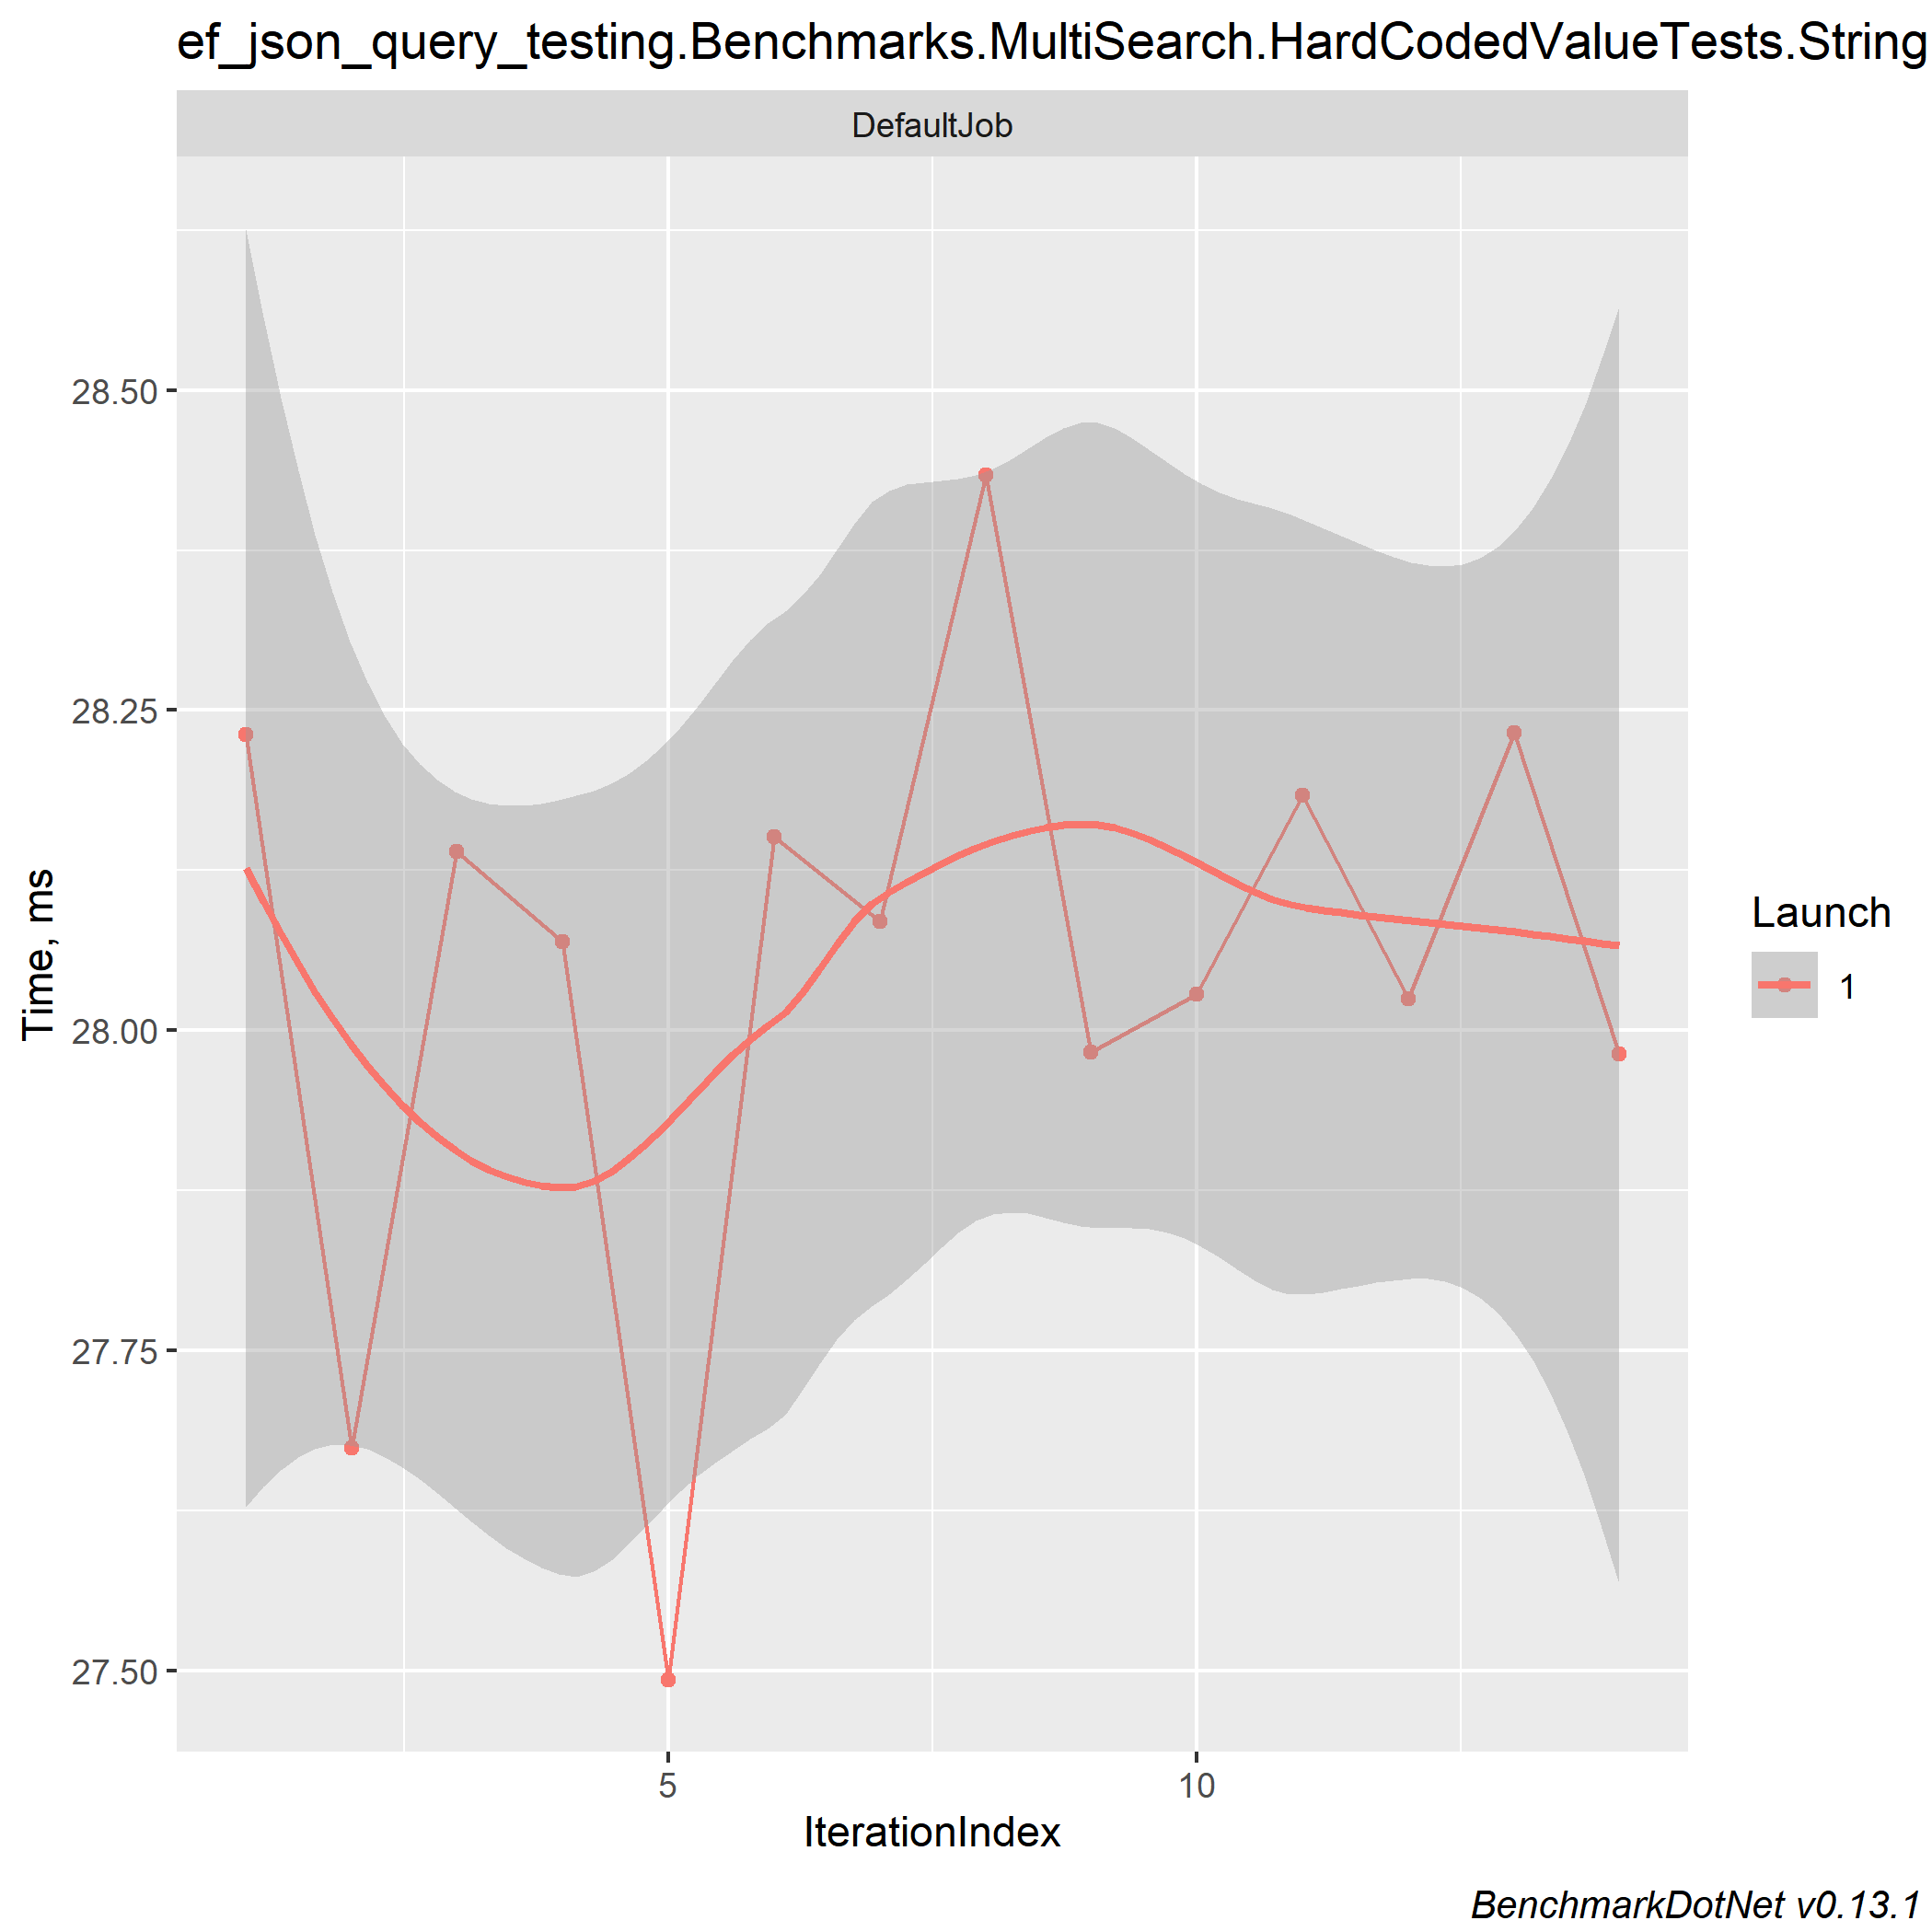 ef_json_query_testing.Benchmarks.MultiSearch.HardCodedValueTests.String
DefaultJob
Time, ms
28.50
28.25
28.00
27.75
27.50
5
10
IterationIndex
Launch
1
BenchmarkDotNet v0.13.1